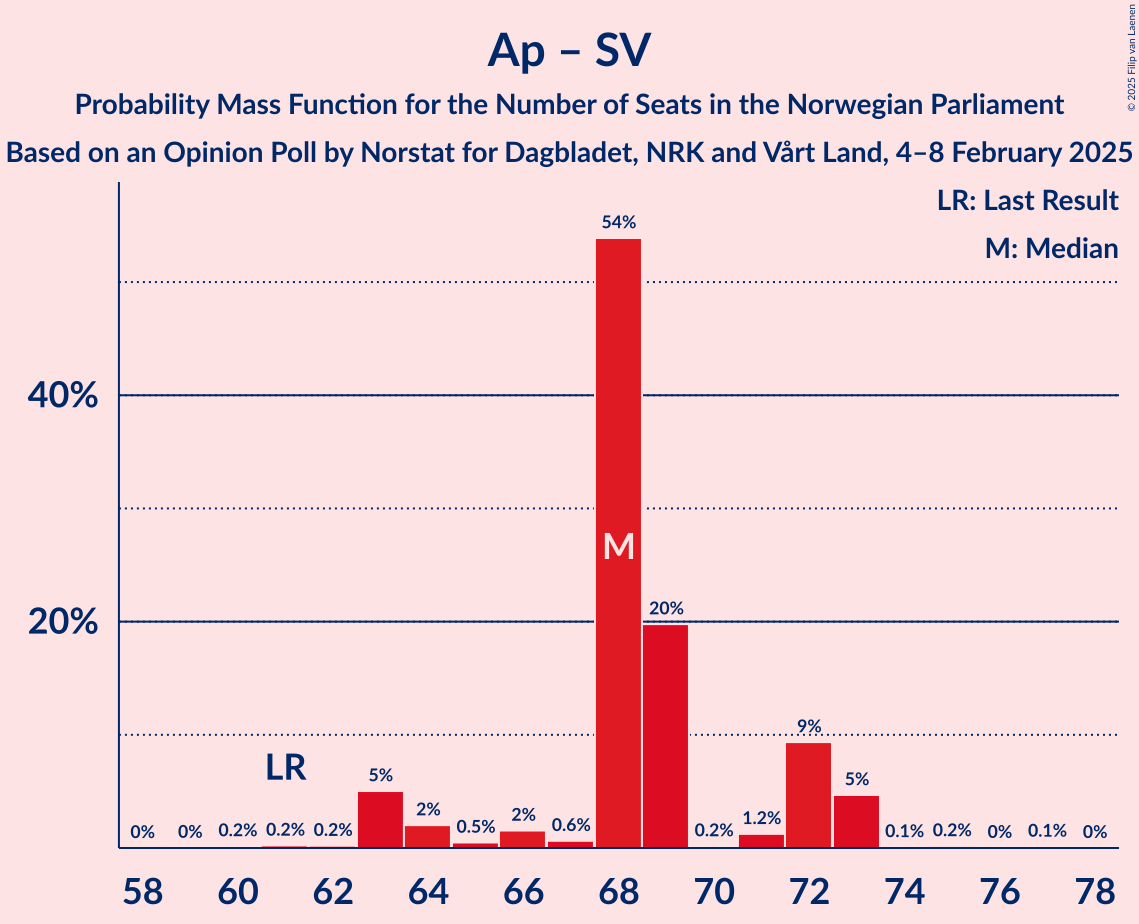 Ap – SV
Probability Mass Function for the Number of Seats in the Norwegian Parliament
Based on an Opinion Poll by Norstat for Dagbladet, NRK and Vårt Land, 4–8 February 2025
© 2025 Filip van Laenen
LR: Last Result
M: Median
40%
20%
LR
M
0% 0% 0.2% 0.2% 0.2% 5% 2% 0.5% 2% 0.6% 54% 20% 0.2% 1.2% 9% 5% 0.1% 0.2% 0% 0.1% 0%
58 60 62 64 66 68 70 72 74 76 78